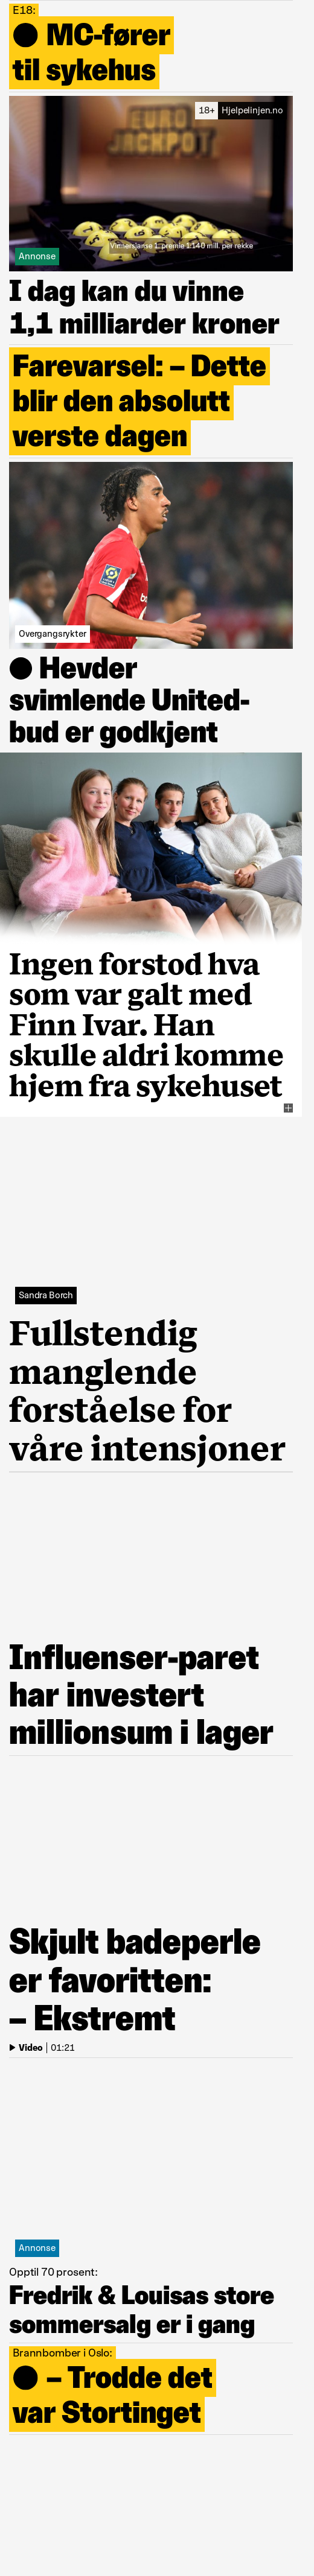 E18:
● MC-fører
til sykehus
18+ Hjelpelinjen.no
EURO
JACKPOT
Vinnersjanse 1. premie 1:140 mill. per rekke
Annonse
I dag kan du vinne
1,1 milliarder kroner
Farevarsel: – Dette
blir den absolutt
verste dagen
Overgangsrykter
● Hevder
svimlende United-
bud er godkjent
Ingen forstod hva
som var galt med
Finn Ivar. Han
skulle aldri komme
hjem fra sykehuset
Sandra Borch
Fullstendig
manglende
forståelse for
våre intensjoner
Influenser-paret
har investert
millionsum i lager
Skjult badeperle
er favoritten:
– Ekstremt
Video | 01:21
Annonse
Opptil 70 prosent:
Fredrik & Louisas store
sommersalg er i gang
Brannbomber i Oslo:
● – Trodde det
var Stortinget